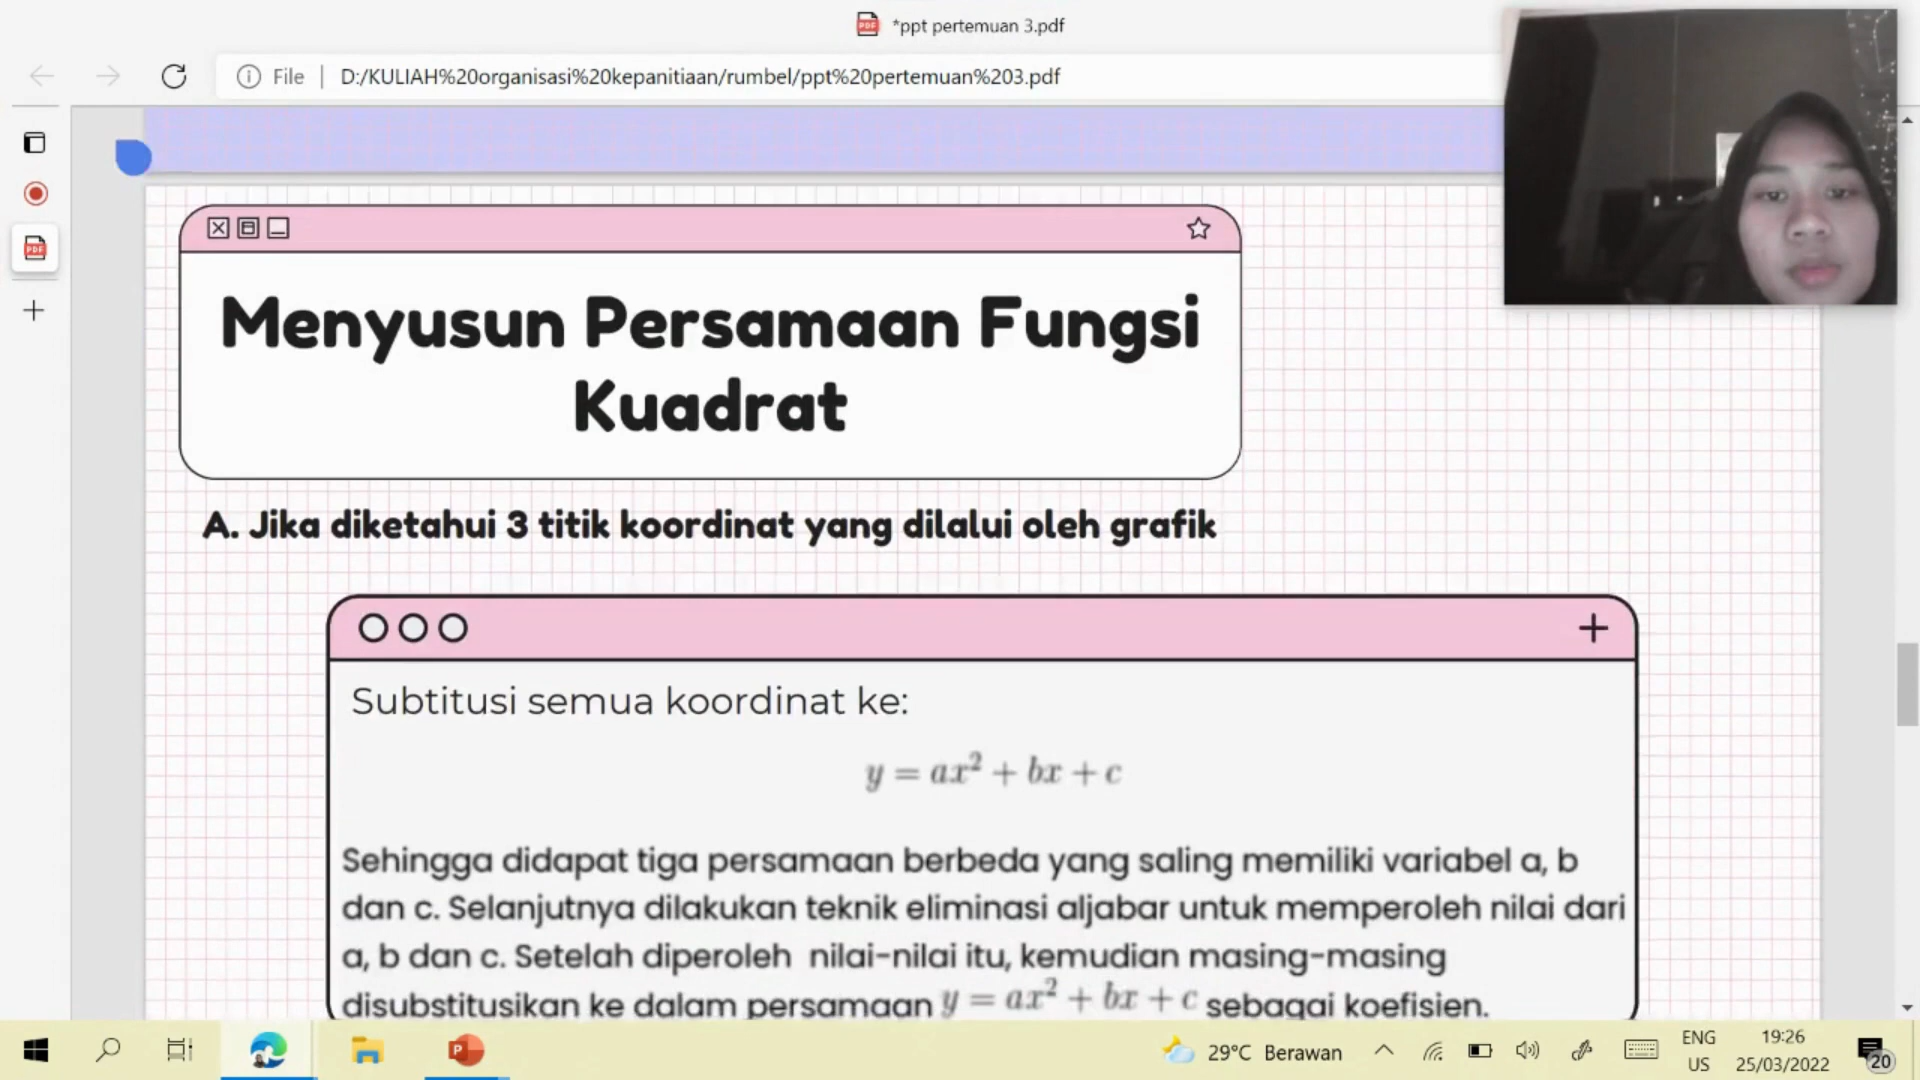 *ppt pertemuan 3.pdf
File | D:/KULIAH%20organisasi%20kepanitiaan/rumbel/ppt%20pertemuan%203.pdf
Menyusun Persamaan Fungsi
Kuadrat
A. Jika diketahui 3 titik koordinat yang dilalui oleh grafik
Subtitusi semua koordinat ke:
y = ax² + bx + c
Sehingga didapat tiga persamaan berbeda yang saling memiliki variabel a, b
dan c. Selanjutnya dilakukan teknik eliminasi aljabar untuk memperoleh nilai dari
a, b dan c. Setelah diperoleh nilai-nilai itu, kemudian masing-masing
disubstitusikan ke dalam persamaan y = ax² + bx + c sebagai koefisien.
29°C Berawan
ENG
US
19:26
25/03/2022
20